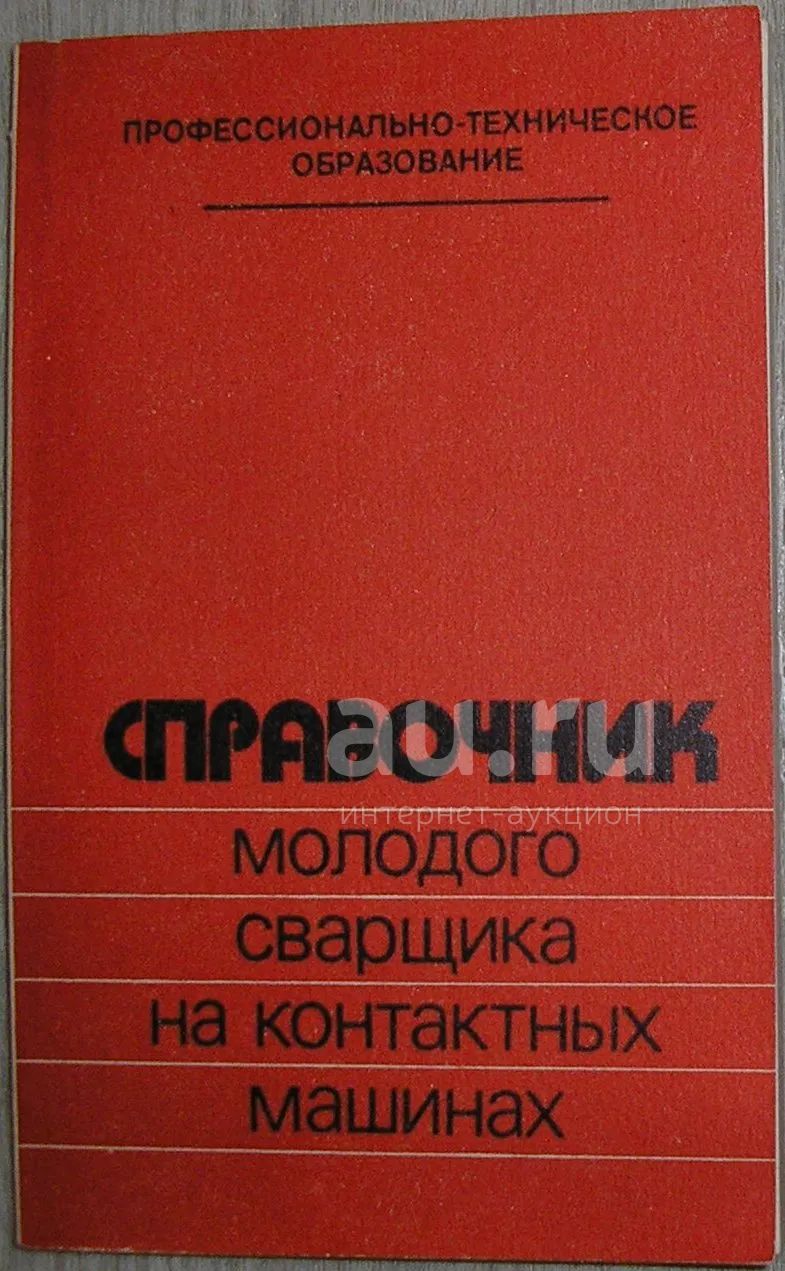 ПРОФЕССИОНАЛЬНО-ТЕХНИЧЕСКОЕ
ОБРАЗОВАНИЕ
СПРАВОЧНИК
au.ru
интернет-аукцион
молодого
сварщика
на контактных
машинах